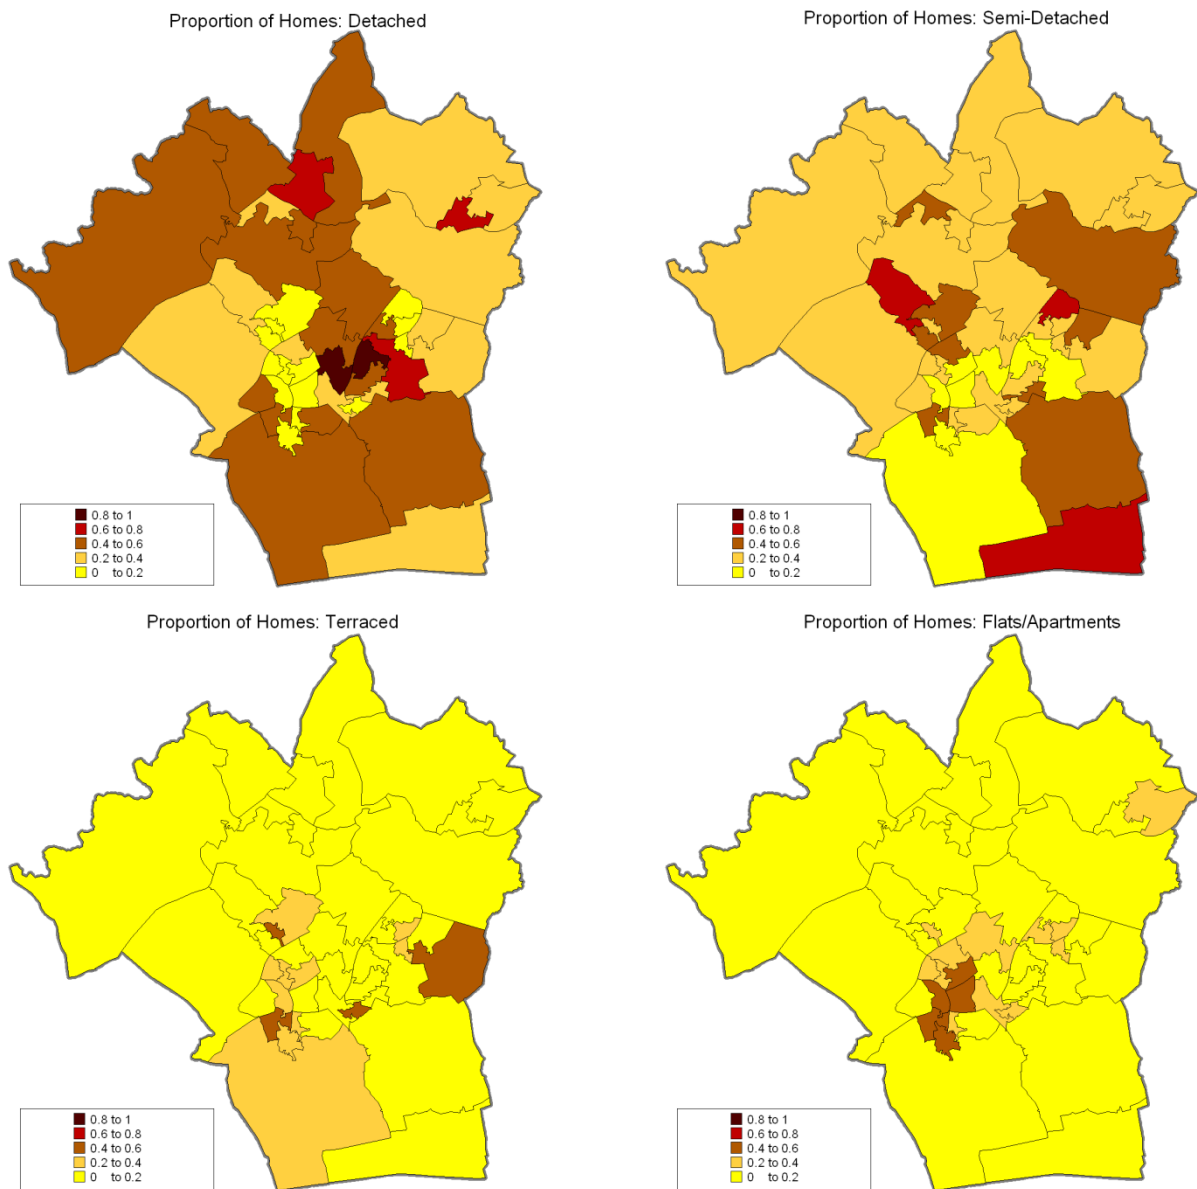 Proportion of Homes: Detached
0.8 to 1
0.6 to 0.8
0.4 to 0.6
0.2 to 0.4
0 to 0.2
Proportion of Homes: Semi-Detached
0.8 to 1
0.6 to 0.8
0.4 to 0.6
0.2 to 0.4
0 to 0.2
Proportion of Homes: Terraced
0.8 to 1
0.6 to 0.8
0.4 to 0.6
0.2 to 0.4
0 to 0.2
Proportion of Homes: Flats/Apartments
0.8 to 1
0.6 to 0.8
0.4 to 0.6
0.2 to 0.4
0 to 0.2